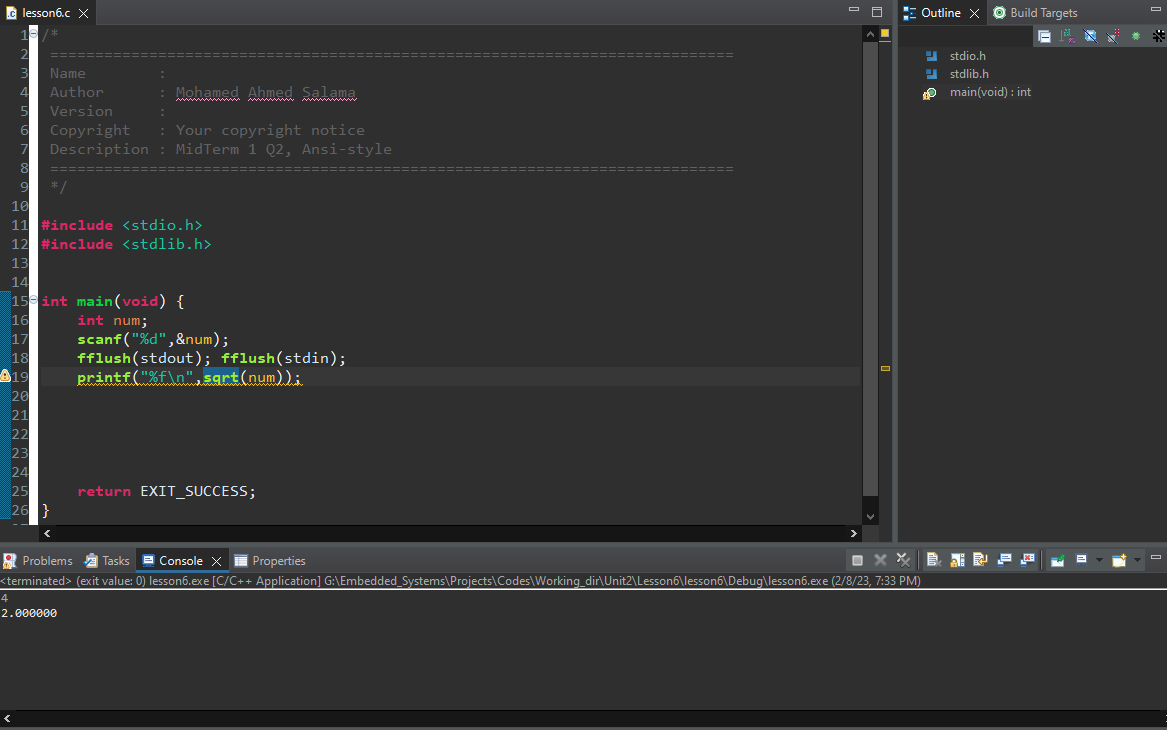 lesson6.c
1 /*
2 ============================================================================
3 Name        :
4 Author      : Mohamed Ahmed Salama
5 Version     :
6 Copyright   : Your copyright notice
7 Description : MidTerm 1 Q2, Ansi-style
8 ============================================================================
9 */
10
11 #include <stdio.h>
12 #include <stdlib.h>
13
14
15 int main(void) {
16     int num;
17     scanf("%d",&num);
18     fflush(stdout); fflush(stdin);
19     printf("%f\n",sqrt(num));
20
21
22
23
24
25     return EXIT_SUCCESS;
26 }
Outline Build Targets
stdio.h
stdlib.h
main(void) : int
Problems Tasks Console Properties
<terminated> (exit value: 0) lesson6.exe [C/C++ Application] G:\Embedded_Systems\Projects\Codes\Working_dir\Unit2\Lesson6\lesson6\Debug\lesson6.exe (2/8/23, 7:33 PM)
4
2.000000